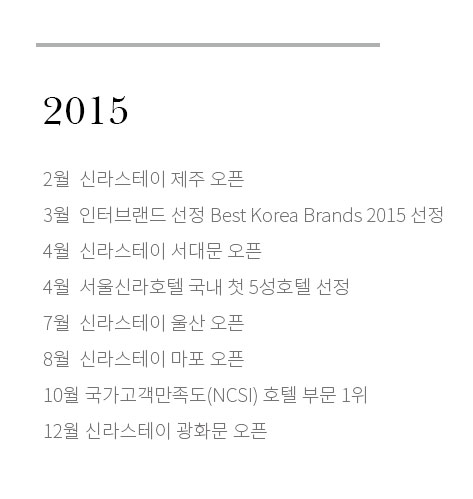 2015
2월 신라스테이 제주 오픈
3월 인터브랜드 선정 Best Korea Brands 2015 선정
4월 신라스테이 서대문 오픈
4월 서울신라호텔 국내 첫 5성호텔 선정
7월 신라스테이 울산 오픈
8월 신라스테이 마포 오픈
10월 국가고객만족도(NCSI) 호텔 부문 1위
12월 신라스테이 광화문 오픈